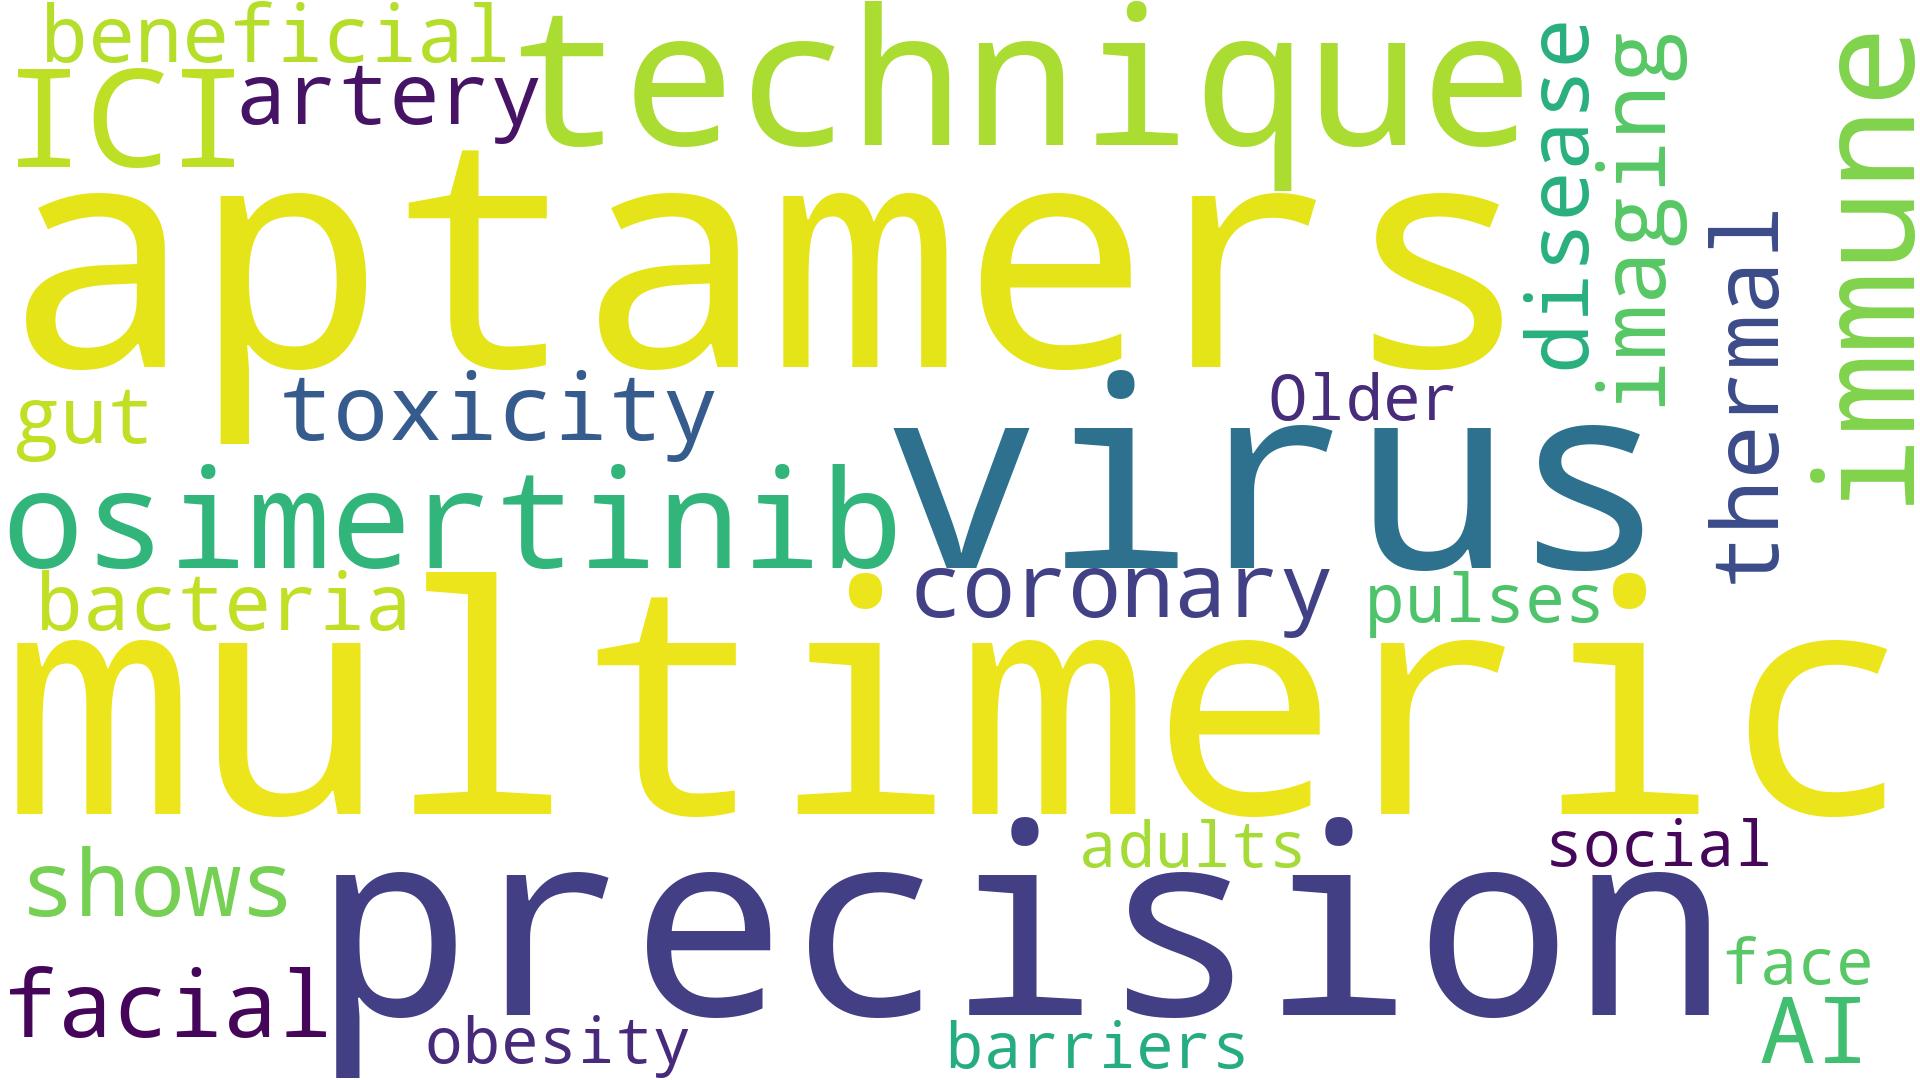 beneficial
technique
ICI
artery
aptamers
disease
imaging
immune
thermal
gut
toxicity
Older
virus
osimertinib
coronary
pulses
bacteria
multimeric
adults
social
shows
precision
face
facial
AI
obesity
barriers